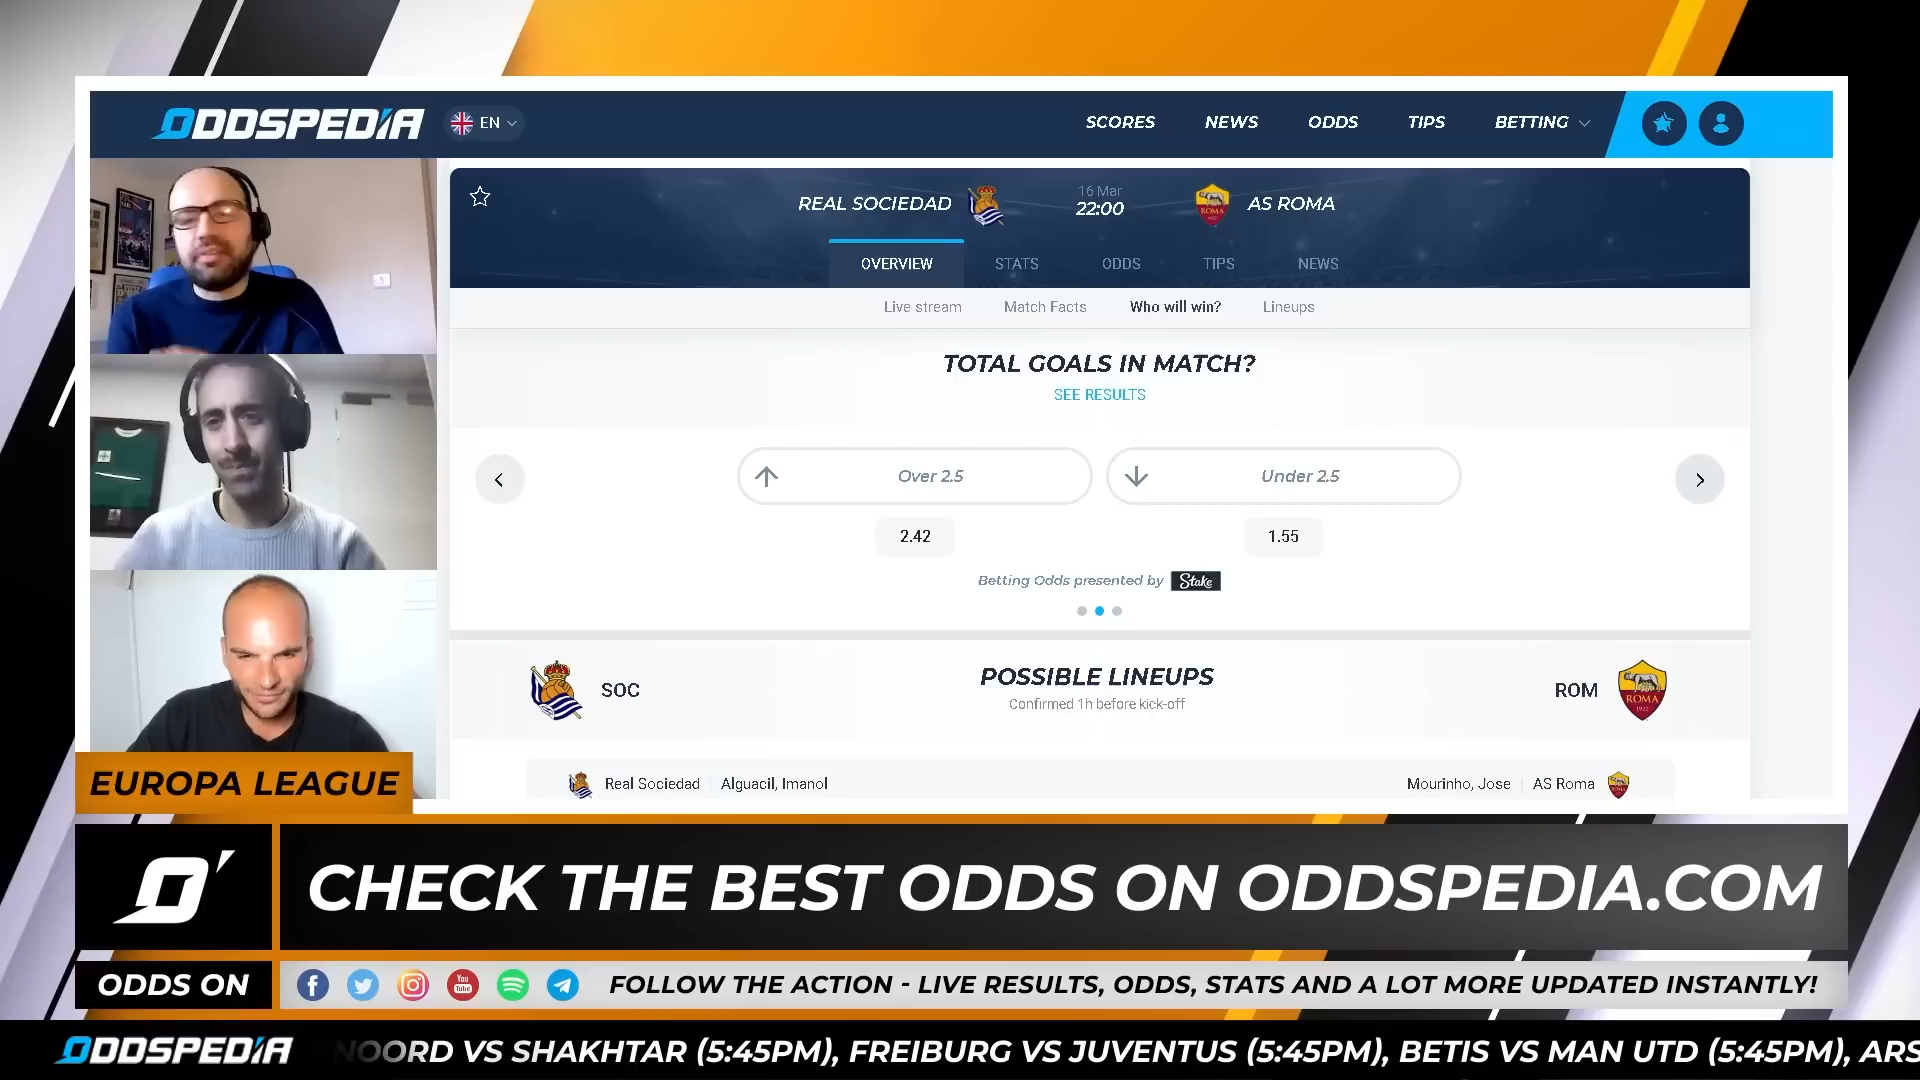 ODDSPEDIA
EN
SCORES NEWS ODDS TIPS BETTING
REAL SOCIEDAD
16 Mar
22:00
AS ROMA
OVERVIEW STATS ODDS TIPS NEWS
Live stream Match Facts Who will win? Lineups
TOTAL GOALS IN MATCH?
SEE RESULTS
Over 2.5 Under 2.5
2.42 1.55
Betting Odds presented by Stake
SOC
POSSIBLE LINEUPS
Confirmed 1h before kick-off
ROM
ROMA
1927
Real Sociedad Alguacil, Imanol
Mourinho, Jose AS Roma
EUROPA LEAGUE
CHECK THE BEST ODDS ON ODDSPEDIA.COM
ODDS ON
You Tube
FOLLOW THE ACTION - LIVE RESULTS, ODDS, STATS AND A LOT MORE UPDATED INSTANTLY!
ODDSPEDIA
NOORD VS SHAKHTAR (5:45PM), FREIBURG VS JUVENTUS (5:45PM), BETIS VS MAN UTD (5:45PM), ARS